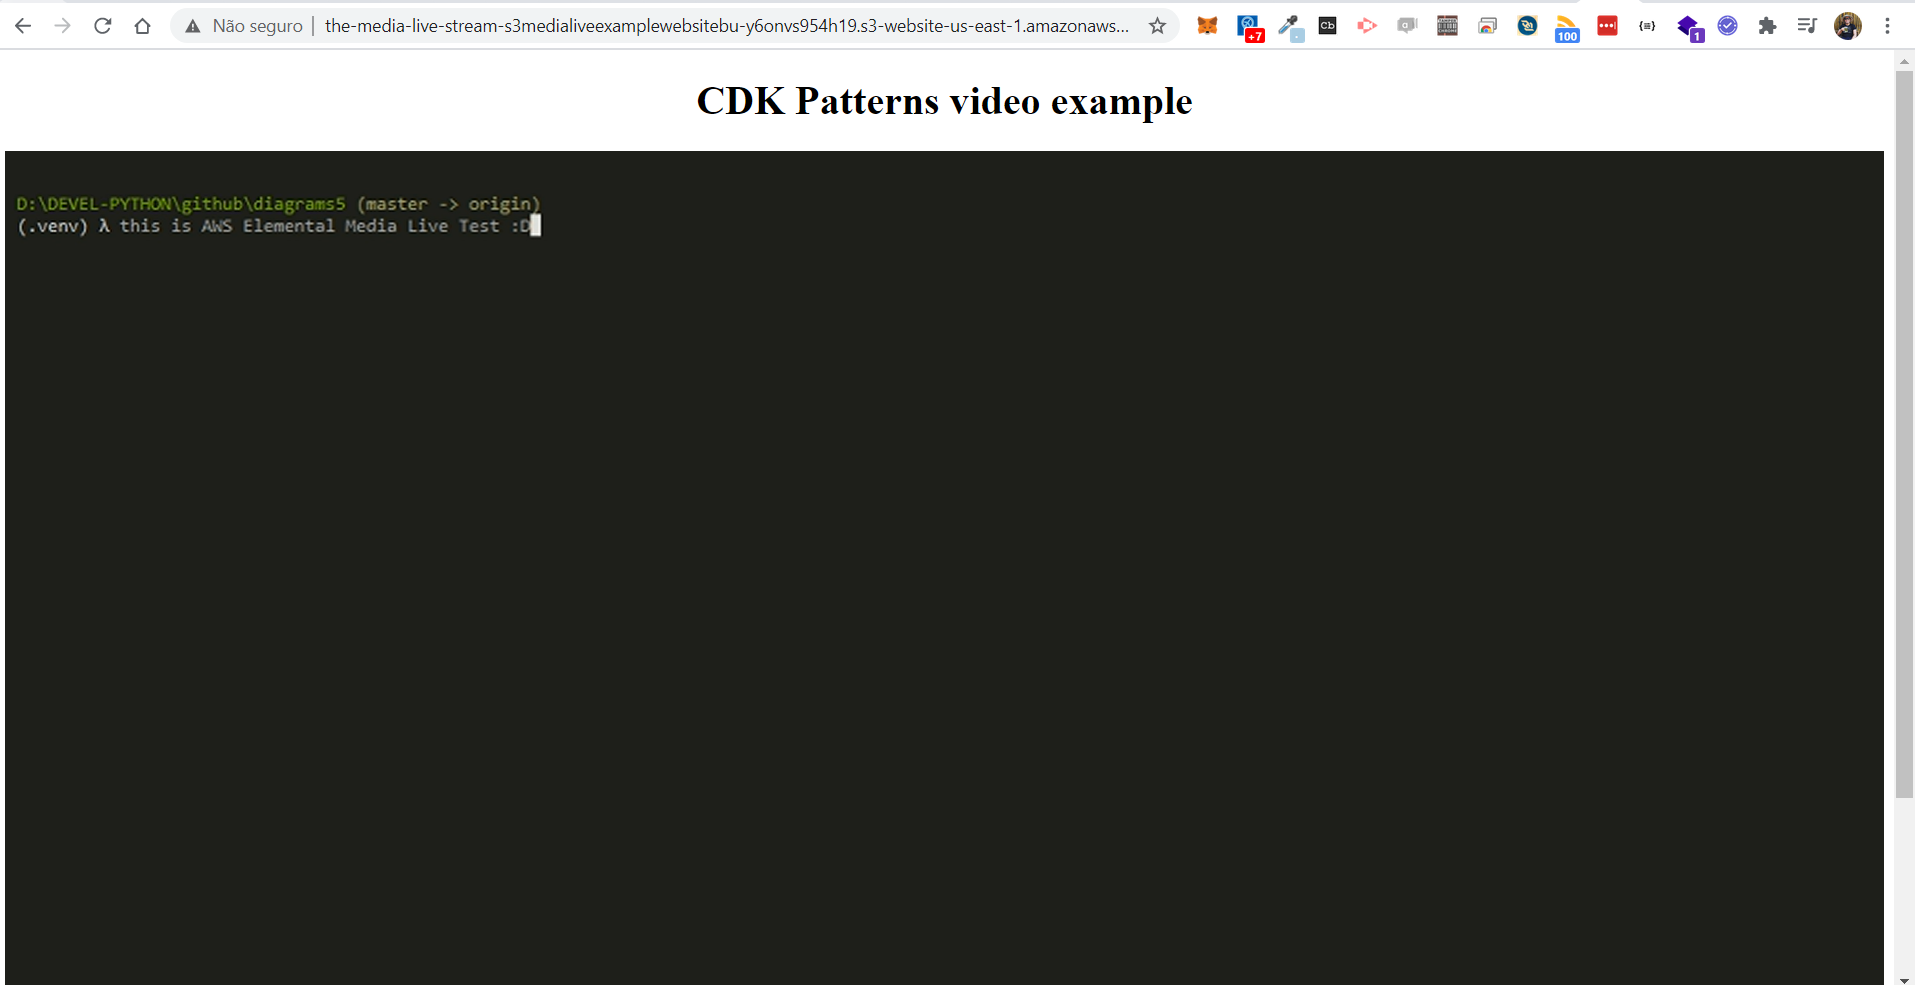 Não seguro | the-media-live-stream-s3medialiveexamplewebsitebu-y6onvs954h19.s3-website-us-east-1.amazonaws...
+7
Cb
a!
100
{≡}
1
CDK Patterns video example
D:\DEVEL-PYTHON\github\diagrams5 (master -> origin)
(.venv) λ this is AWS Elemental Media Live Test :D